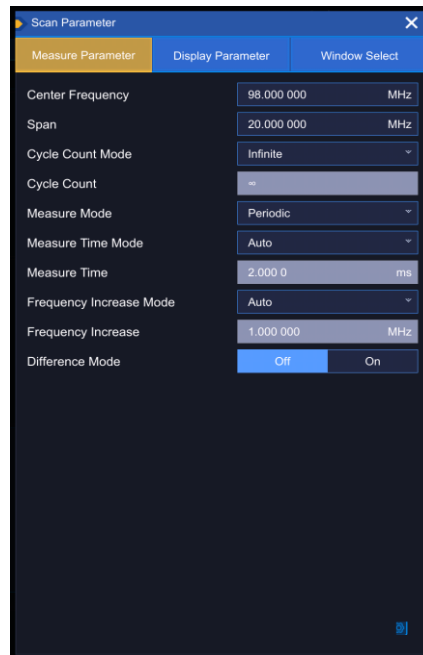 Scan Parameter
Measure Parameter Display Parameter Window Select
Center Frequency 98.000 000 MHz
Span 20.000 000 MHz
Cycle Count Mode Infinite
Cycle Count ∞
Measure Mode Periodic
Measure Time Mode Auto
Measure Time 2.000 0 ms
Frequency Increase Mode Auto
Frequency Increase 1.000 000 MHz
Difference Mode Off On